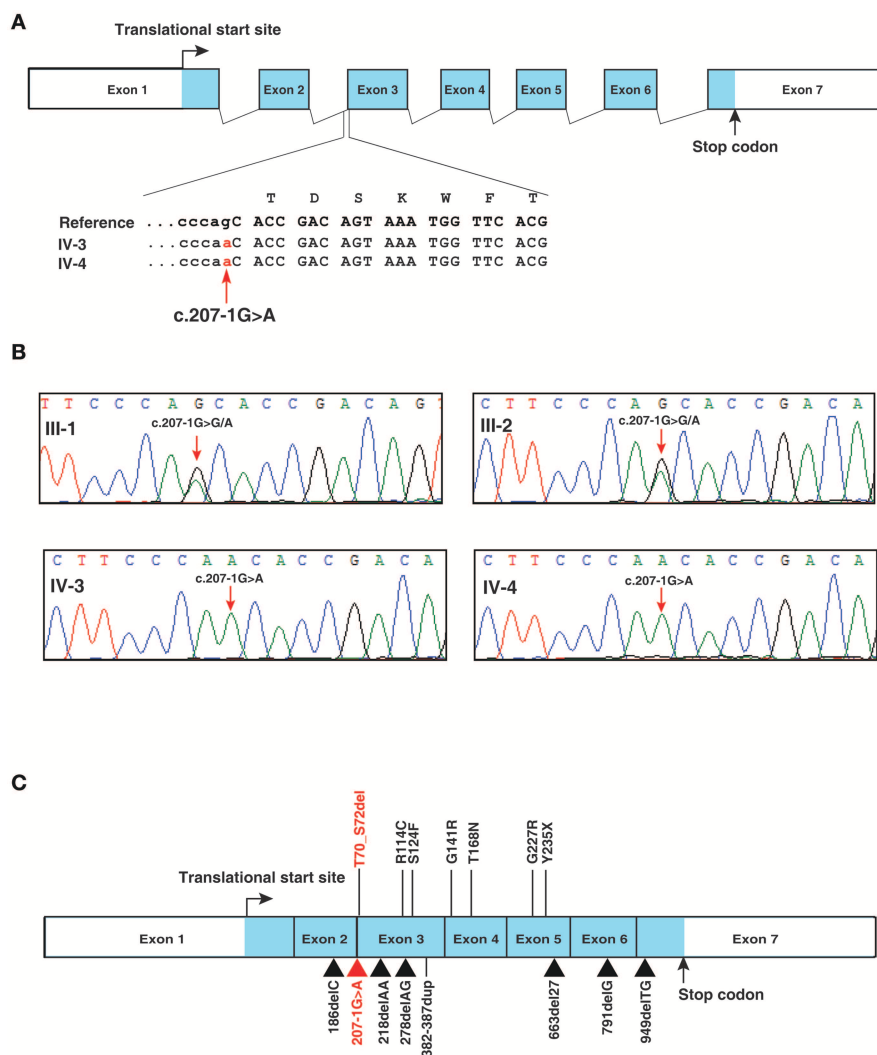 A
Translational start site
Exon 1 Exon 2 Exon 3 Exon 4 Exon 5 Exon 6 Exon 7
Stop codon
T D S K W F T
Reference ...cccagC ACC GAC AGT AAA TGG TTC ACG
IV-3 ...cccaaC ACC GAC AGT AAA TGG TTC ACG
IV-4 ...cccaaC ACC GAC AGT AAA TGG TTC ACG
c.207-1G>A
B
T T C C C A G C A C C G A C A G T
III-1
c.207-1G>G/A
C T T C C C A G C A C C G A C A
III-2
c.207-1G>G/A
C T T C C C A A C A C C G A C A
IV-3
c.207-1G>A
C T T C C C A A C A C C G A C A
IV-4
c.207-1G>A
C
T70_S72del
R114C
S124F
G141R
T168N
G227R
Y235X
Translational start site
Exon 1 Exon 2 Exon 3 Exon 4 Exon 5 Exon 6 Exon 7
Stop codon
186delC
207-1G>A
218delAA
278delAG
382-387dup
663del27
791delG
949delTG